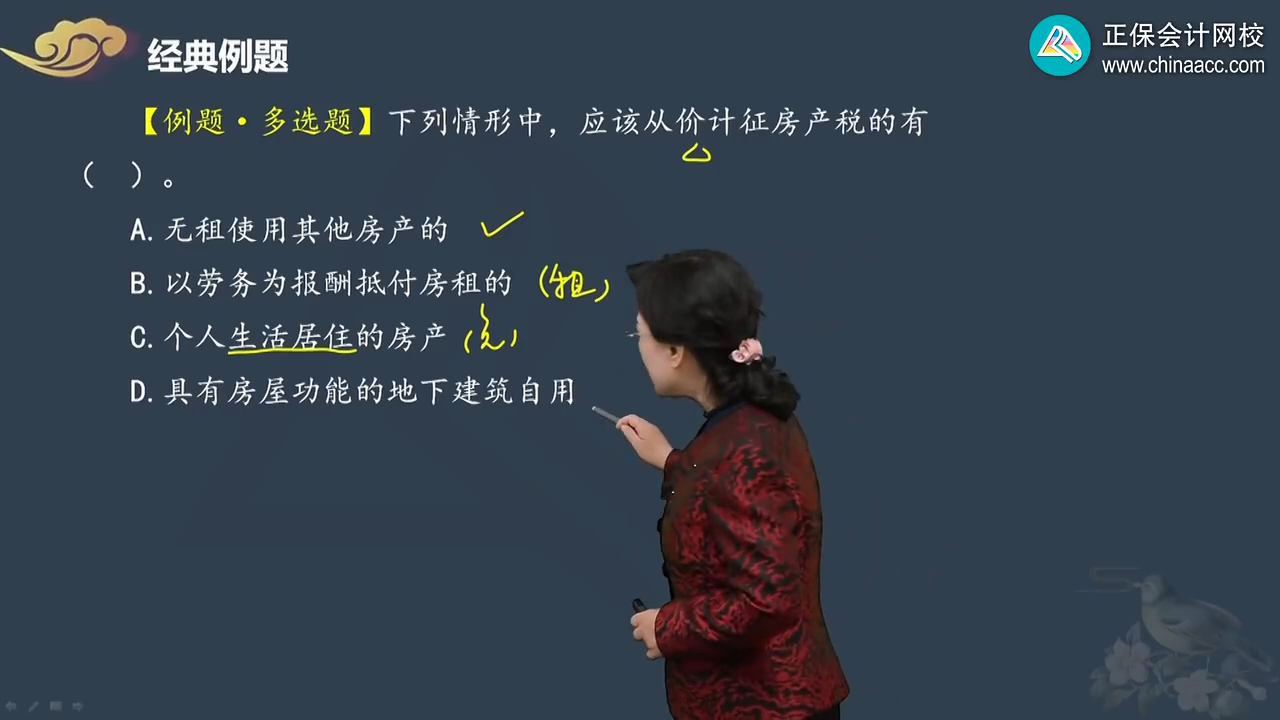 经典例题
正保会计网校
www.chinaacc.com
【例题·多选题】下列情形中，应该从价计征房产税的有
（ ）。
A. 无租使用其他房产的
B. 以劳务为报酬抵付房租的 (租)
C. 个人生活居住的房产 (免)
D. 具有房屋功能的地下建筑自用